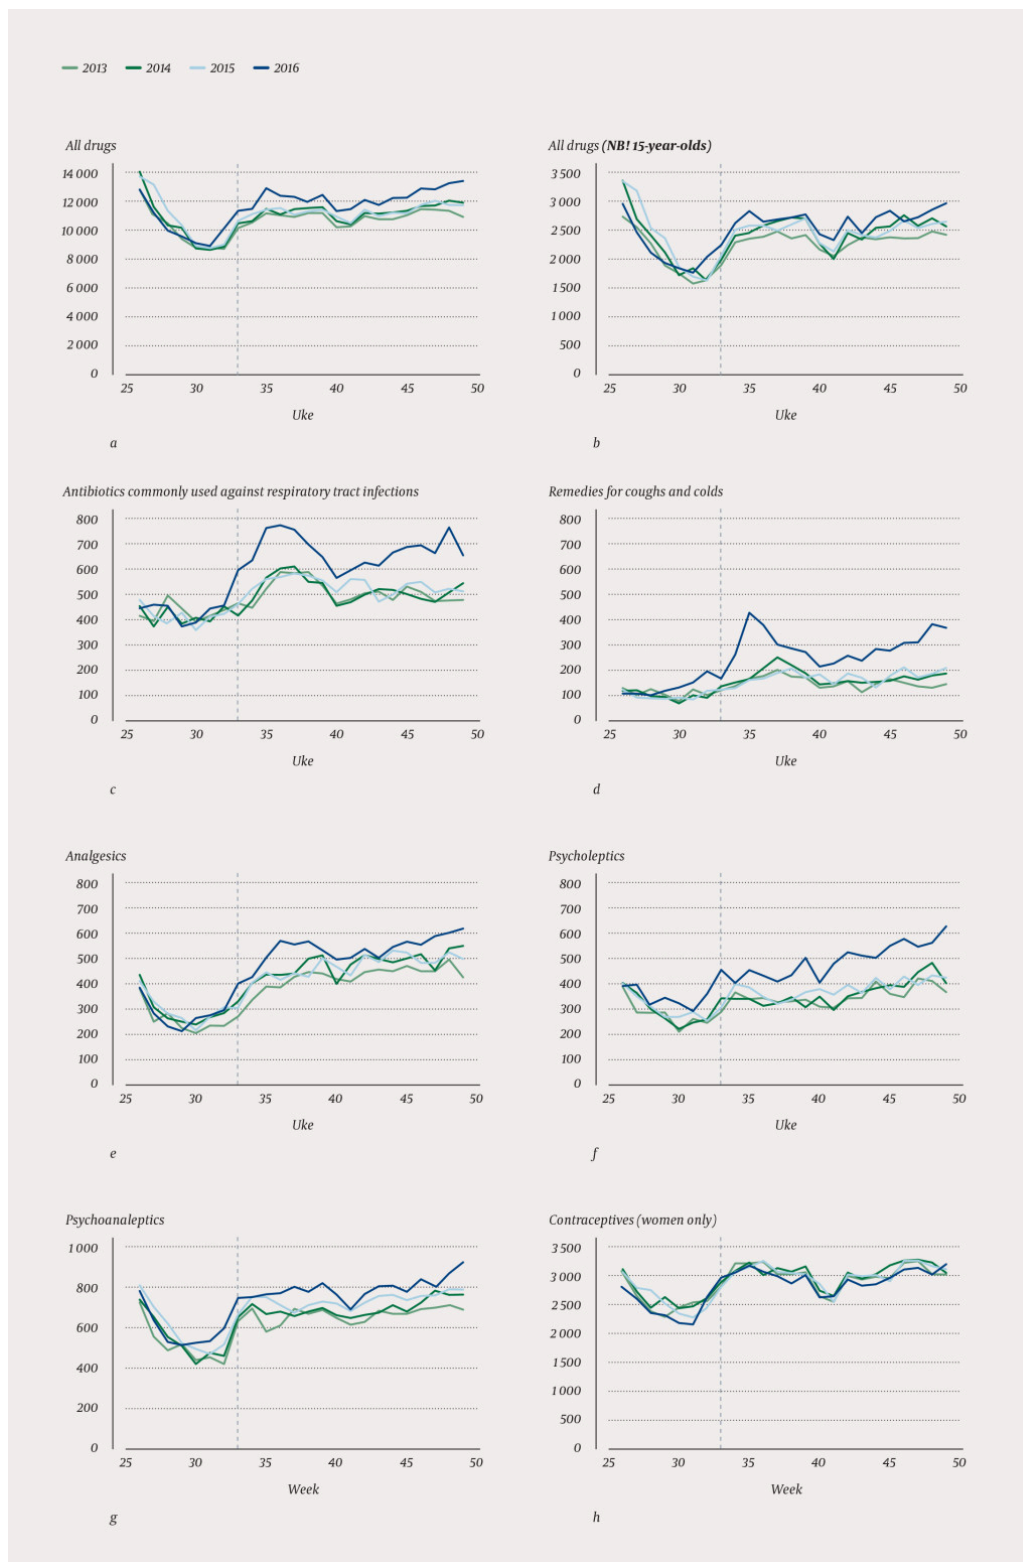 2013 2014 2015 2016
All drugs
14 000
12 000
10 000
8 000
6 000
4 000
2 000
0
25 30 35 40 45 50
Uke
a
All drugs (NB! 15-year-olds)
3 500
3 000
2 500
2 000
1 500
1 000
500
0
25 30 35 40 45 50
Uke
b
Antibiotics commonly used against respiratory tract infections
800
700
600
500
400
300
200
100
0
25 30 35 40 45 50
Uke
c
Remedies for coughs and colds
800
700
600
500
400
300
200
100
0
25 30 35 40 45 50
Uke
d
Analgesics
800
700
600
500
400
300
200
100
0
25 30 35 40 45 50
Uke
e
Psycholeptics
800
700
600
500
400
300
200
100
0
25 30 35 40 45 50
Uke
f
Psychoanaleptics
1 000
800
600
400
200
0
25 30 35 40 45 50
Week
g
Contraceptives (women only)
3 500
3 000
2 500
2 000
1 500
1 000
500
0
25 30 35 40 45 50
Week
h